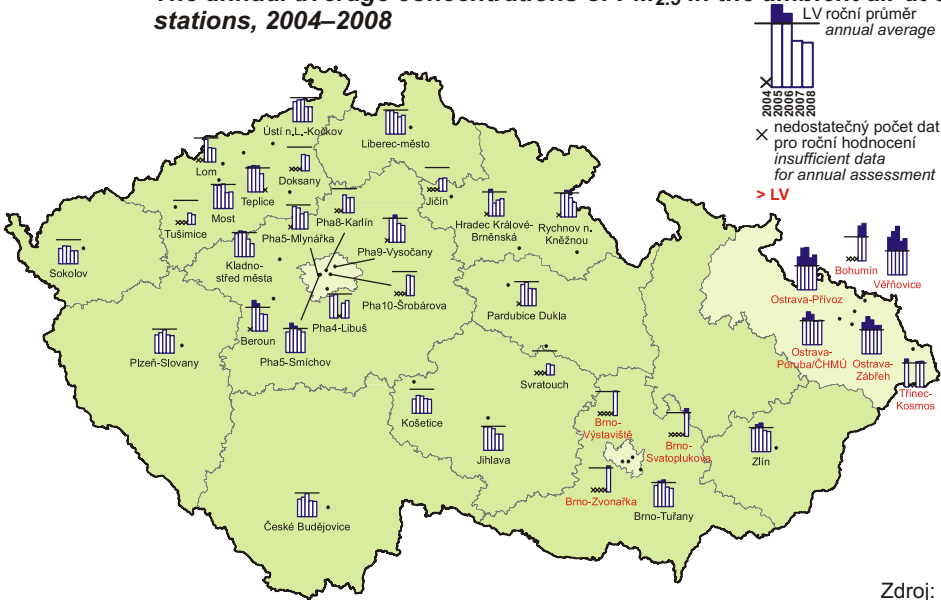 stations, 2004–2008
LV roční průměr
annual average
2004
2005
2006
2007
2008
nedostatečný počet dat
pro roční hodnocení
insufficient data
for annual assessment
> LV
Ústí n.L.-Kočkov
Liberec-město
Lom
Doksany
Teplice
Most
Jičín
Tušimice
Pha8-Karlín
Pha5-Mlynářka
Hradec Králové-
Brněnská
Rychnov n.
Kněžnou
Pha9-Vysočany
Sokolov
Kladno-
střed města
Bohumín
Věřňovice
Ostrava-Přívoz
Pha10-Šrobárova
Pardubice Dukla
Pha4-Libuš
Beroun
Plzeň-Slovany
Pha5-Smíchov
Ostrava-
Poruba/ČHMÚ
Ostrava-
Zábřeh
Svratouch
Třinec-
Kosmos
Košetice
Brno-
Výstaviště
Brno-
Svatoplukova
Jihlava
Zlín
Brno-Zvonařka
Brno-Tuřany
České Budějovice
Zdroj: